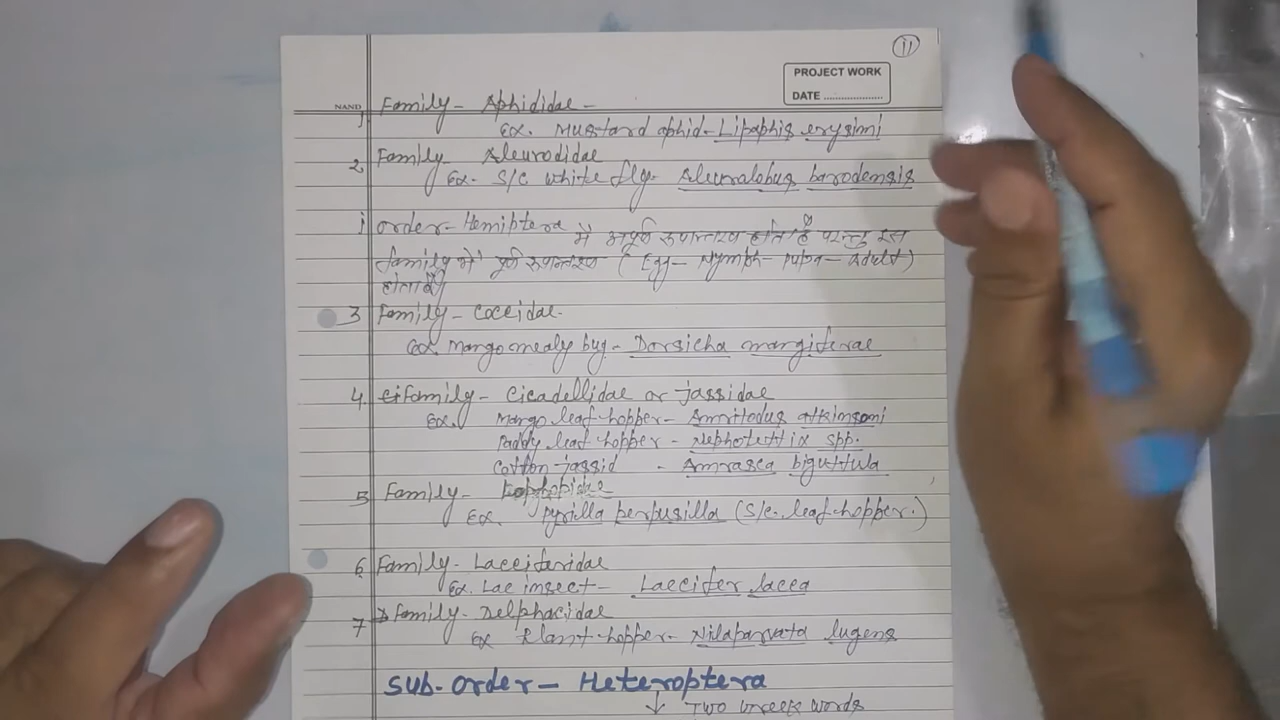 11
PROJECT WORK
DATE ....................
NAND
1 Family - Aphididae -
Ex. Mustard aphid - Lipaphis erysimi
2 Family Aleurodidae
Ex. S/C white fly - Aleurolobus barodensis
i order - Hemiptera में अपूर्ण रूपान्तरण होता है परन्तु इस
family में पूर्ण रूपान्तरण ( Egg - Nymph - pupa - Adult )
होता है
3 Family - Coccidae.
Ex. Mango mealy bug - Dorsicha mangiferae
4. Family - Cicadellidae or Jassidae
Ex. Mango leaf hopper - Amritodus atkinsoni
Paddy leaf hopper - Nephotettix spp.
Cotton jassid - Amrasca biguttula
5 Family - Lophopidae
Ex. Pyrilla perpusilla (S/c. leaf hopper.)
6. Family - Lacciferidae
Ex. Lac insect - Laccifer lacca
7 Family - Delphacidae
Ex Plant hopper - Nilaparvata lugens
Sub-order - Heteroptera
↓ Two Greek words